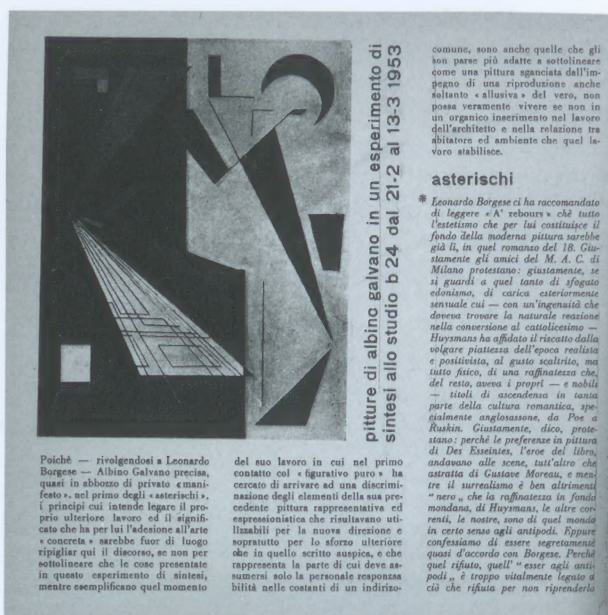 pitture di albino galvano in un esperimento di
sintesi allo studio b 24 dal 21-2 al 13-3 1953
Poichè — rivolgendosi a Leonardo
Borgese — Albino Galvano precisa,
quasi in abbozzo di privato « mani-
festo ». nel primo degli « asterischi »,
i principi cui intende legare il pro-
prio ulteriore lavoro ed il signifi-
cato che ha per lui l'adesione all'arte
« concreta » sarebbe fuor di luogo
ripigliar qui il discorso, se non per
sottolineare che le cose presentate
in questo esperimento di sintesi,
mentre esemplificano quel momento
del suo lavoro in cui nel primo
contatto col « figurativo puro » ha
cercato di arrivare ad una discrimi-
nazione degli elementi della sua pre-
cedente pittura rappresentativa ed
espressionistica che risultavano uti-
lizzabili per la nuova direzione e
sopratutto per lo sforzo ulteriore
che in quello scritto auspica, e che
rappresenta la parte di cui deve as-
sumersi solo la personale responsa
bilità nelle costanti di un indirizo-
comune, sono anche quelle che gli
son parse più adatte a sottolineare
come una pittura sganciata dall'im-
pegno di una riproduzione anche
soltanto « allusiva » del vero, non
possa veramente vivere se non in
un organico inserimento nel lavoro
dell'architetto e nella relazione tra
abitatore ed ambiente che quel la-
voro stabilisce.
asterischi
* Leonardo Borgese ci ha raccomandato
di leggere « A' rebours » chè tutto
l'estetismo che per lui costituisce il
fondo della moderna pittura sarebbe
già lì, in quel romanzo del 18. Giu-
stamente gli amici del M. A. C. di
Milano protestano: giustamente, se
si guardi a quel tanto di sfogato
edonismo, di carica esteriormente
sensuale cui — con un'ingenuità che
doveva trovare la naturale reazione
nella conversione al cattolicesimo —
Huysmans ha affidato il riscatto dalla
volgare piattezza dell'epoca realista
e positivista, al gusto scaltrito, ma
tutto fisico, di una raffinatezza che,
del resto, aveva i propri — e nobili
— titoli di ascendenza in tanta
parte della cultura romantica, spe-
cialmente anglosassone, da Poe a
Ruskin. Giustamente, dico, prote-
stano: perchè le preferenze in pittura
di Des Esseintes, l'eroe del libro,
andavano alle scene, tutt'altro che
astratta di Gustave Moreau, e men-
tre il surrealismo è ben altrimenti
" nero „ che la raffinatezza in fondo
mondana, di Huysmans, le altre cor-
renti, le nostre, sono di quel mondo
in certo senso agli antipodi. Eppure
confessiamo di essere segretamente
quasi d'accordo con Borgese. Perchè
quel rifiuto, quell' " esser agli anti-
podi „ è troppo vitalmente legato a
ciò che rifiuta per non riprenderlo